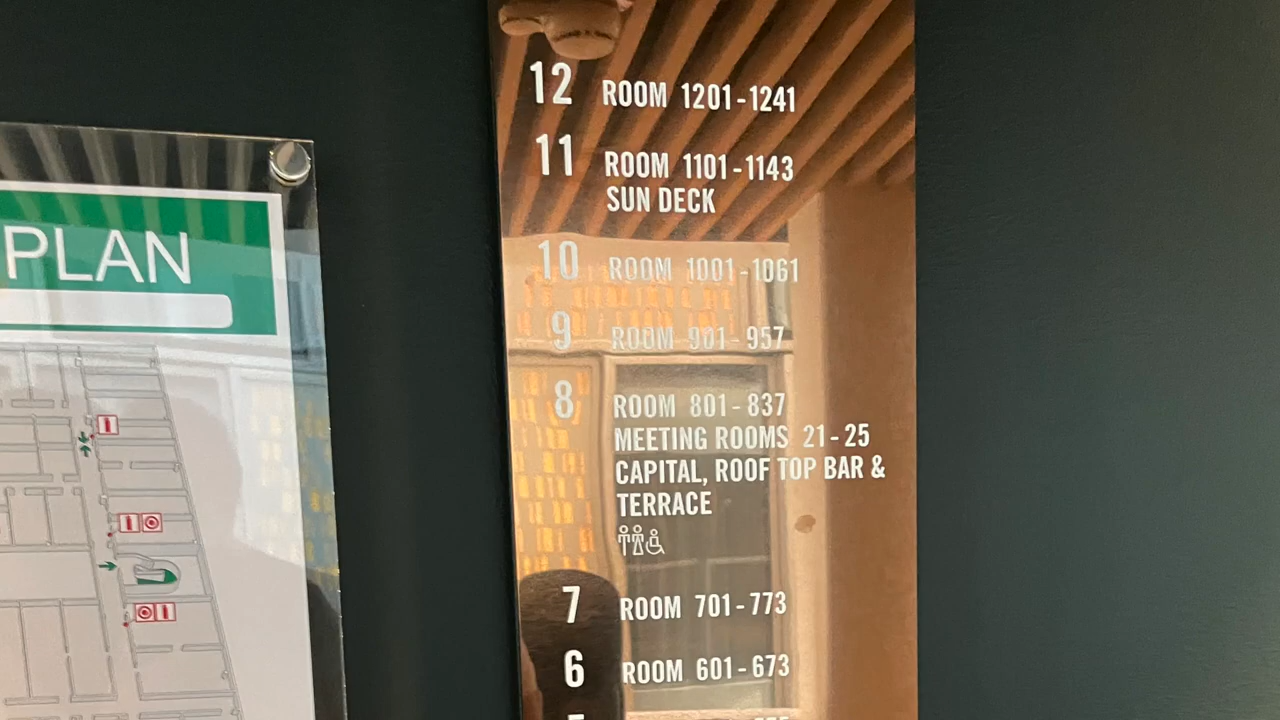 PLAN
12 ROOM 1201-1241
11 ROOM 1101-1143
SUN DECK
10 ROOM 1001-1061
9 ROOM 901-957
8 ROOM 801-837
MEETING ROOMS 21-25
CAPITAL, ROOF TOP BAR &
TERRACE
7 ROOM 701-773
6 ROOM 601-673